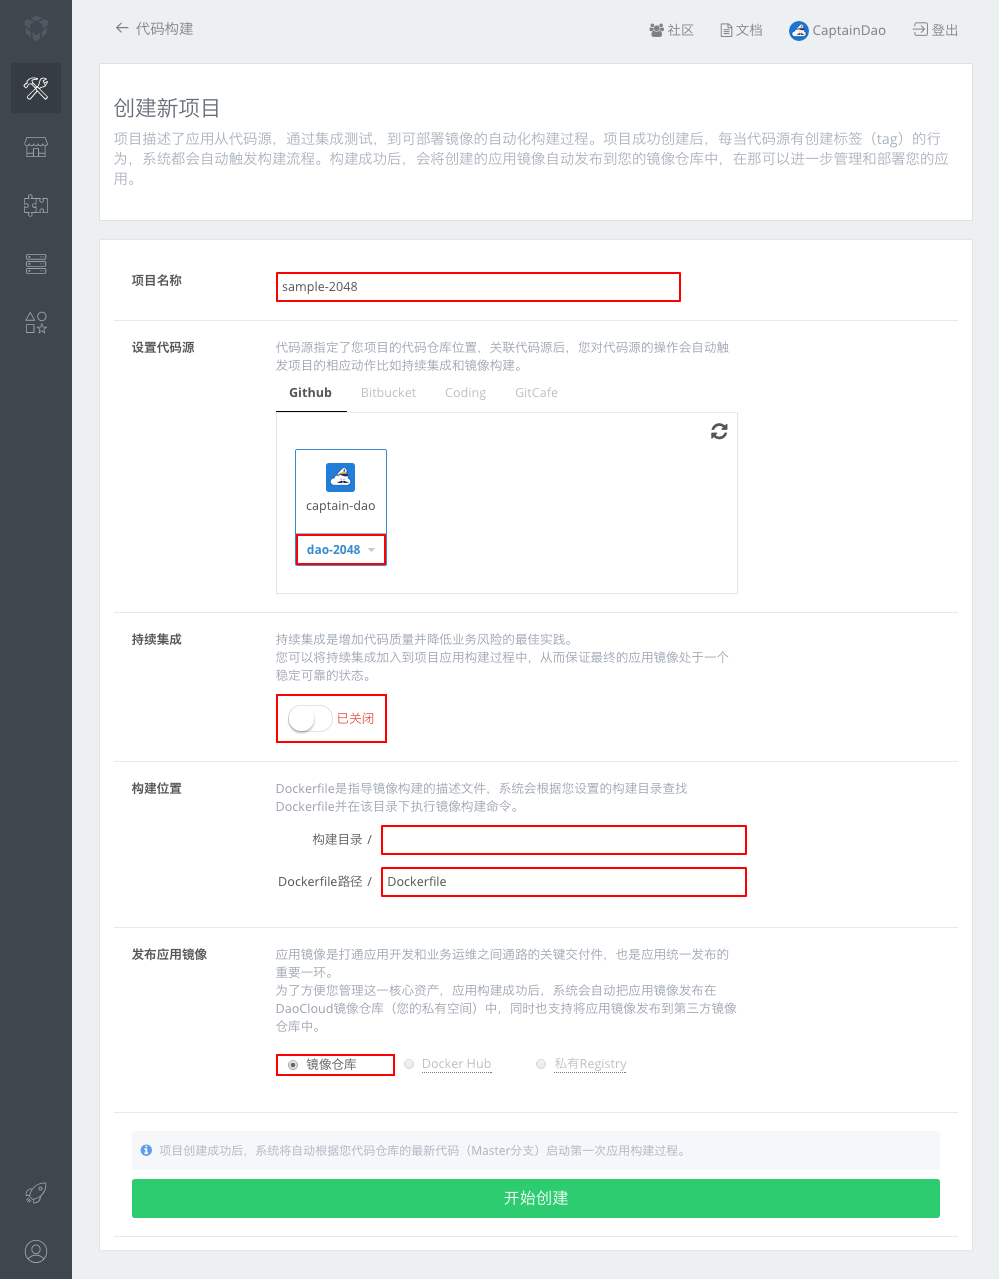 ← 代码构建
社区
文档
CaptainDao
登出
创建新项目
项目描述了应用从代码源，通过集成测试，到可部署镜像的自动化构建过程。项目成功创建后，每当代码源有创建标签（tag）的行
为，系统都会自动触发构建流程。构建成功后，会将创建的应用镜像自动发布到您的镜像仓库中，在那可以进一步管理和部署您的应
用。
项目名称
sample-2048
设置代码源
代码源指定了您项目的代码仓库位置，关联代码源后，您对代码源的操作会自动触
发项目的相应动作比如持续集成和镜像构建。
Github Bitbucket Coding GitCafe
captain-dao
dao-2048
持续集成
持续集成是增加代码质量并降低业务风险的最佳实践。
您可以将持续集成加入到项目应用构建过程中，从而保证最终的应用镜像处于一个
稳定可靠的状态。
已关闭
构建位置
Dockerfile是指导镜像构建的描述文件，系统会根据您设置的构建目录查找
Dockerfile并在该目录下执行镜像构建命令。
构建目录 /
Dockerfile路径 / Dockerfile
发布应用镜像
应用镜像是打通应用开发和业务运维之间通路的关键交付件，也是应用统一发布的
重要一环。
为了方便您管理这一核心资产，应用构建成功后，系统会自动把应用镜像发布在
DaoCloud镜像仓库（您的私有空间）中，同时也支持将应用镜像发布到第三方镜像
仓库中。
镜像仓库 Docker Hub 私有Registry
项目创建成功后，系统将自动根据您代码仓库的最新代码（Master分支）启动第一次应用构建过程。
开始创建